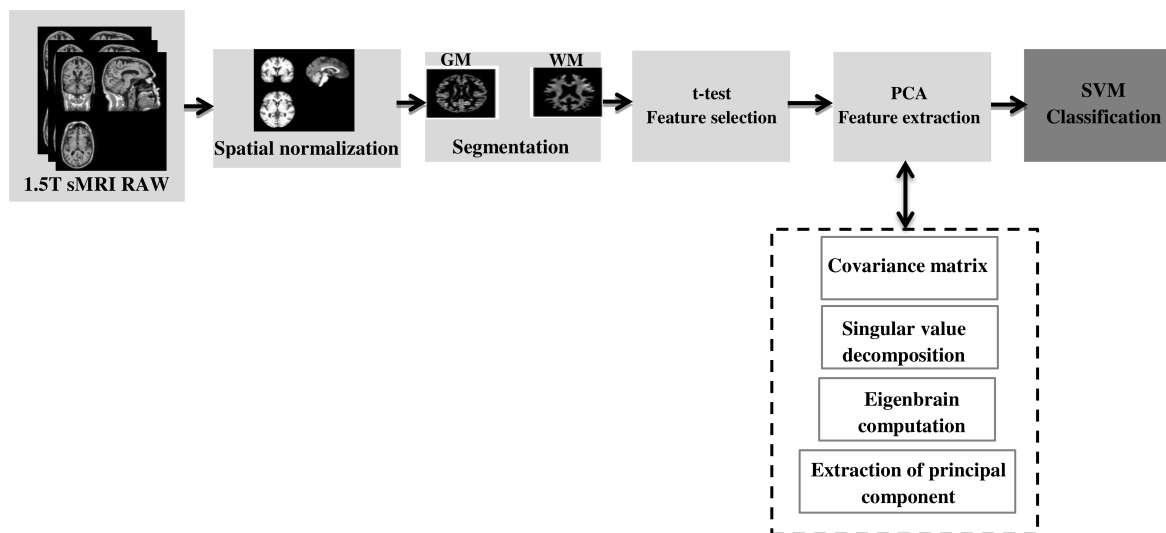 1.5T sMRI RAW
Spatial normalization
GM
WM
Segmentation
t-test
Feature selection
PCA
Feature extraction
SVM
Classification
Covariance matrix
Singular value
decomposition
Eigenbrain
computation
Extraction of principal
component